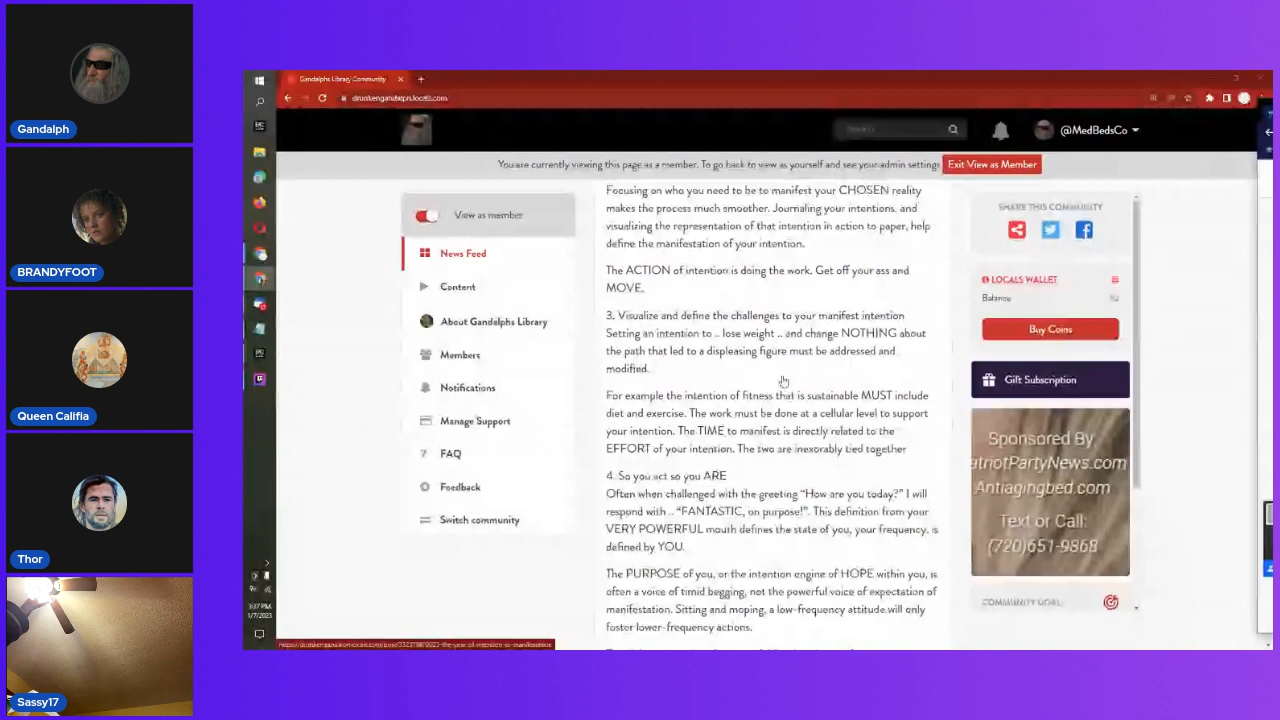 Gandalph
BRANDYFOOT
Queen Califia
Thor
Sassy17
Gandalphs Library Community
Search
@MedBedsCo
You are currently viewing this page as a member. To go back to view as yourself and see your admin settings
Exit View as Member
View as member
News Feed
Content
About Gandalphs Library
Members
Notifications
Manage Support
FAQ
Feedback
Switch community
Focusing on who you need to be to manifest your CHOSEN reality
makes the process much smoother. Journaling your intentions, and
visualizing the representation of that intention in action to paper, help
define the manifestation of your intention.
The ACTION of intention is doing the work. Get off your ass and
MOVE.
3. Visualize and define the challenges to your manifest intention
Setting an intention to .. lose weight .. and change NOTHING about
the path that led to a displeasing figure must be addressed and
modified.
For example the intention of fitness that is sustainable MUST include
diet and exercise. The work must be done at a cellular level to support
your intention. The TIME to manifest is directly related to the
EFFORT of your intention. The two are inexorably tied together
4. So you act so you ARE
Often when challenged with the greeting “How are you today?” I will
respond with .. “FANTASTIC, on purpose!”. This definition from your
VERY POWERFUL mouth defines the state of you, your frequency, is
defined by YOU.
The PURPOSE of you, or the intention engine of HOPE within you, is
often a voice of timid begging, not the powerful voice of expectation of
manifestation. Sitting and moping, a low-frequency attitude will only
foster lower-frequency actions.
SHARE THIS COMMUNITY
LOCALS WALLET
Balance
Buy Coins
Gift Subscription
Sponsored By:
atriotPartyNews.com
Antiagingbed.com
Text or Call:
(720)651-9868
COMMUNITY GOAL:
3:37 PM
1/7/2023